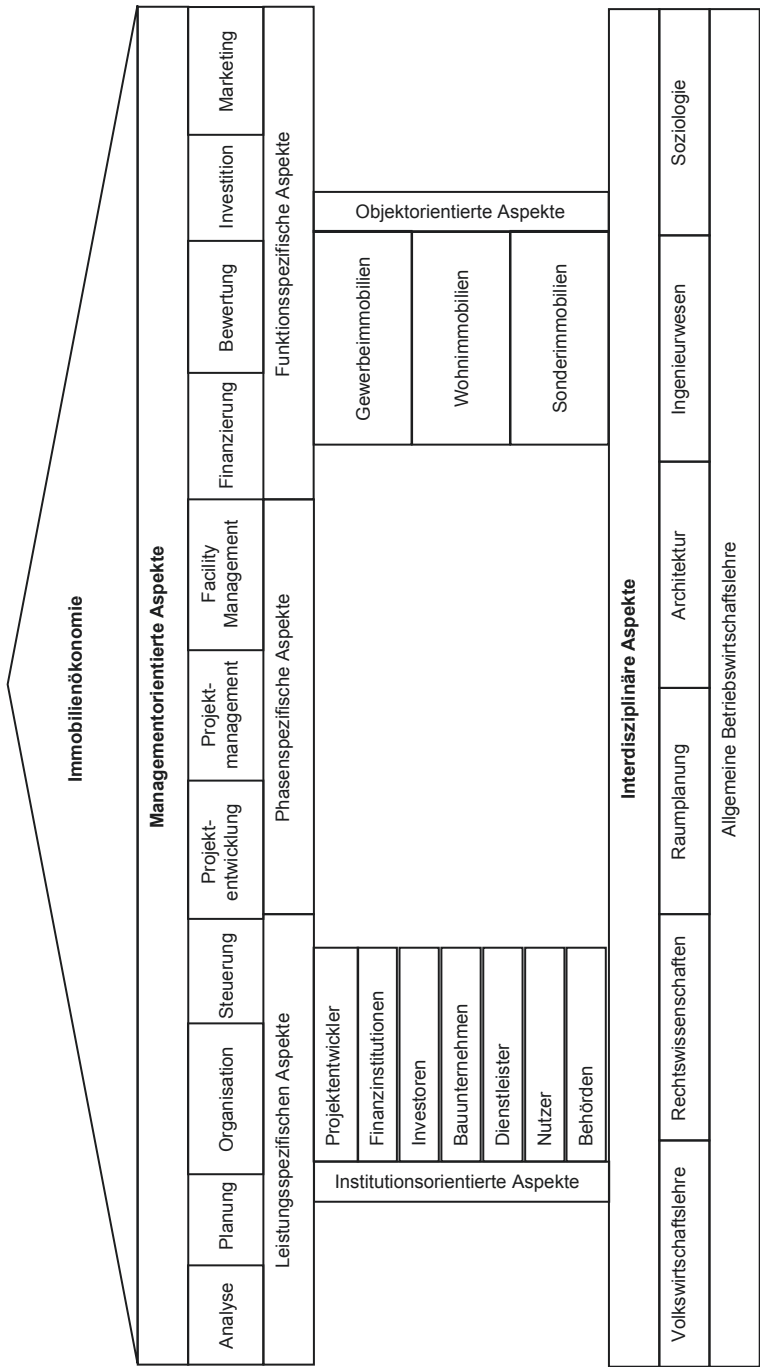 Immobilienökonomie
Managementorientierte Aspekte
Analyse
Planung
Organisation
Steuerung
Projekt-
entwicklung
Projekt-
management
Facility
Management
Finanzierung
Bewertung
Investition
Marketing
Leistungsspezifischen Aspekte
Phasenspezifische Aspekte
Funktionsspezifische Aspekte
Institutionsorientierte Aspekte
Projektentwickler
Finanzinstitutionen
Investoren
Bauunternehmen
Dienstleister
Nutzer
Behörden
Gewerbeimmobilien
Wohnimmobilien
Sonderimmobilien
Objektorientierte Aspekte
Interdisziplinäre Aspekte
Volkswirtschaftslehre
Rechtswissenschaften
Raumplanung
Architektur
Ingenieurwesen
Soziologie
Allgemeine Betriebswirtschaftslehre